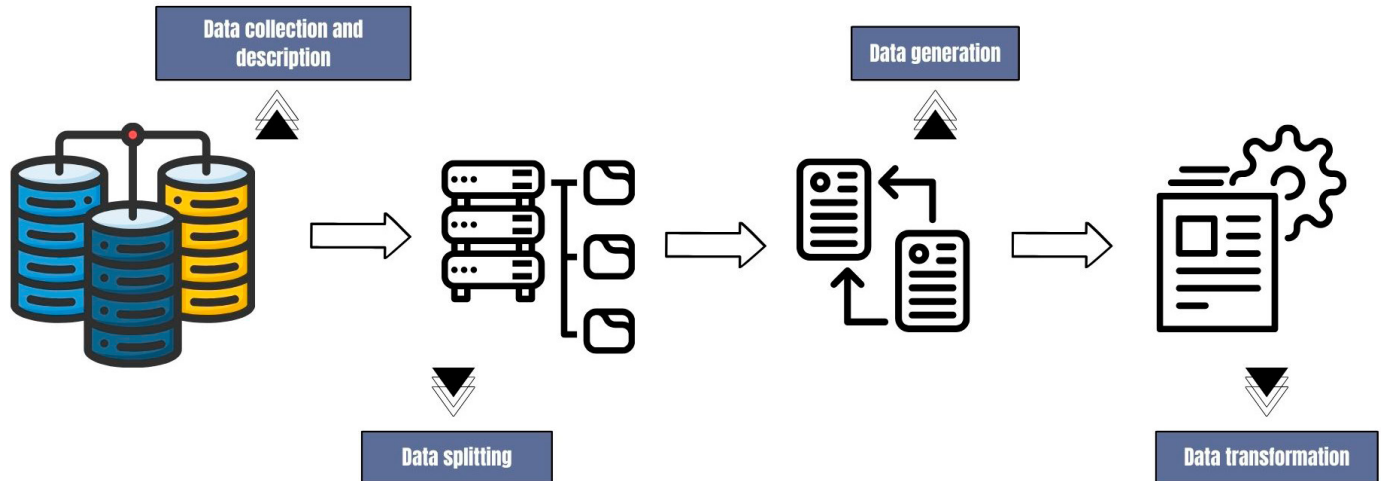 Data collection and
description
Data generation
Data splitting
Data transformation